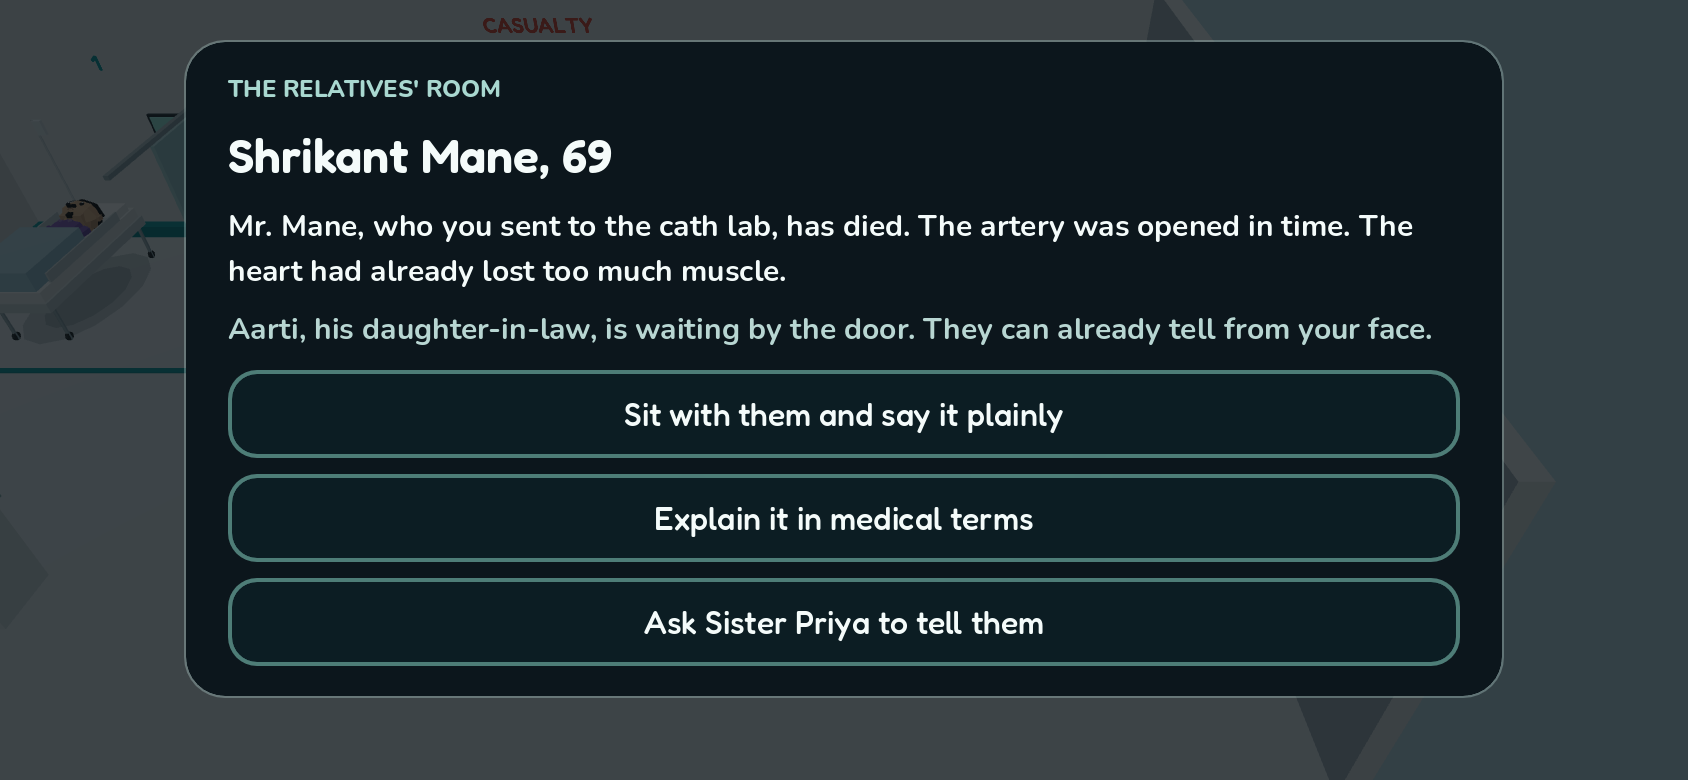 CASUALTY
THE RELATIVES' ROOM
Shrikant Mane, 69
Mr. Mane, who you sent to the cath lab, has died. The artery was opened in time. The
heart had already lost too much muscle.
Aarti, his daughter-in-law, is waiting by the door. They can already tell from your face.
Sit with them and say it plainly
Explain it in medical terms
Ask Sister Priya to tell them